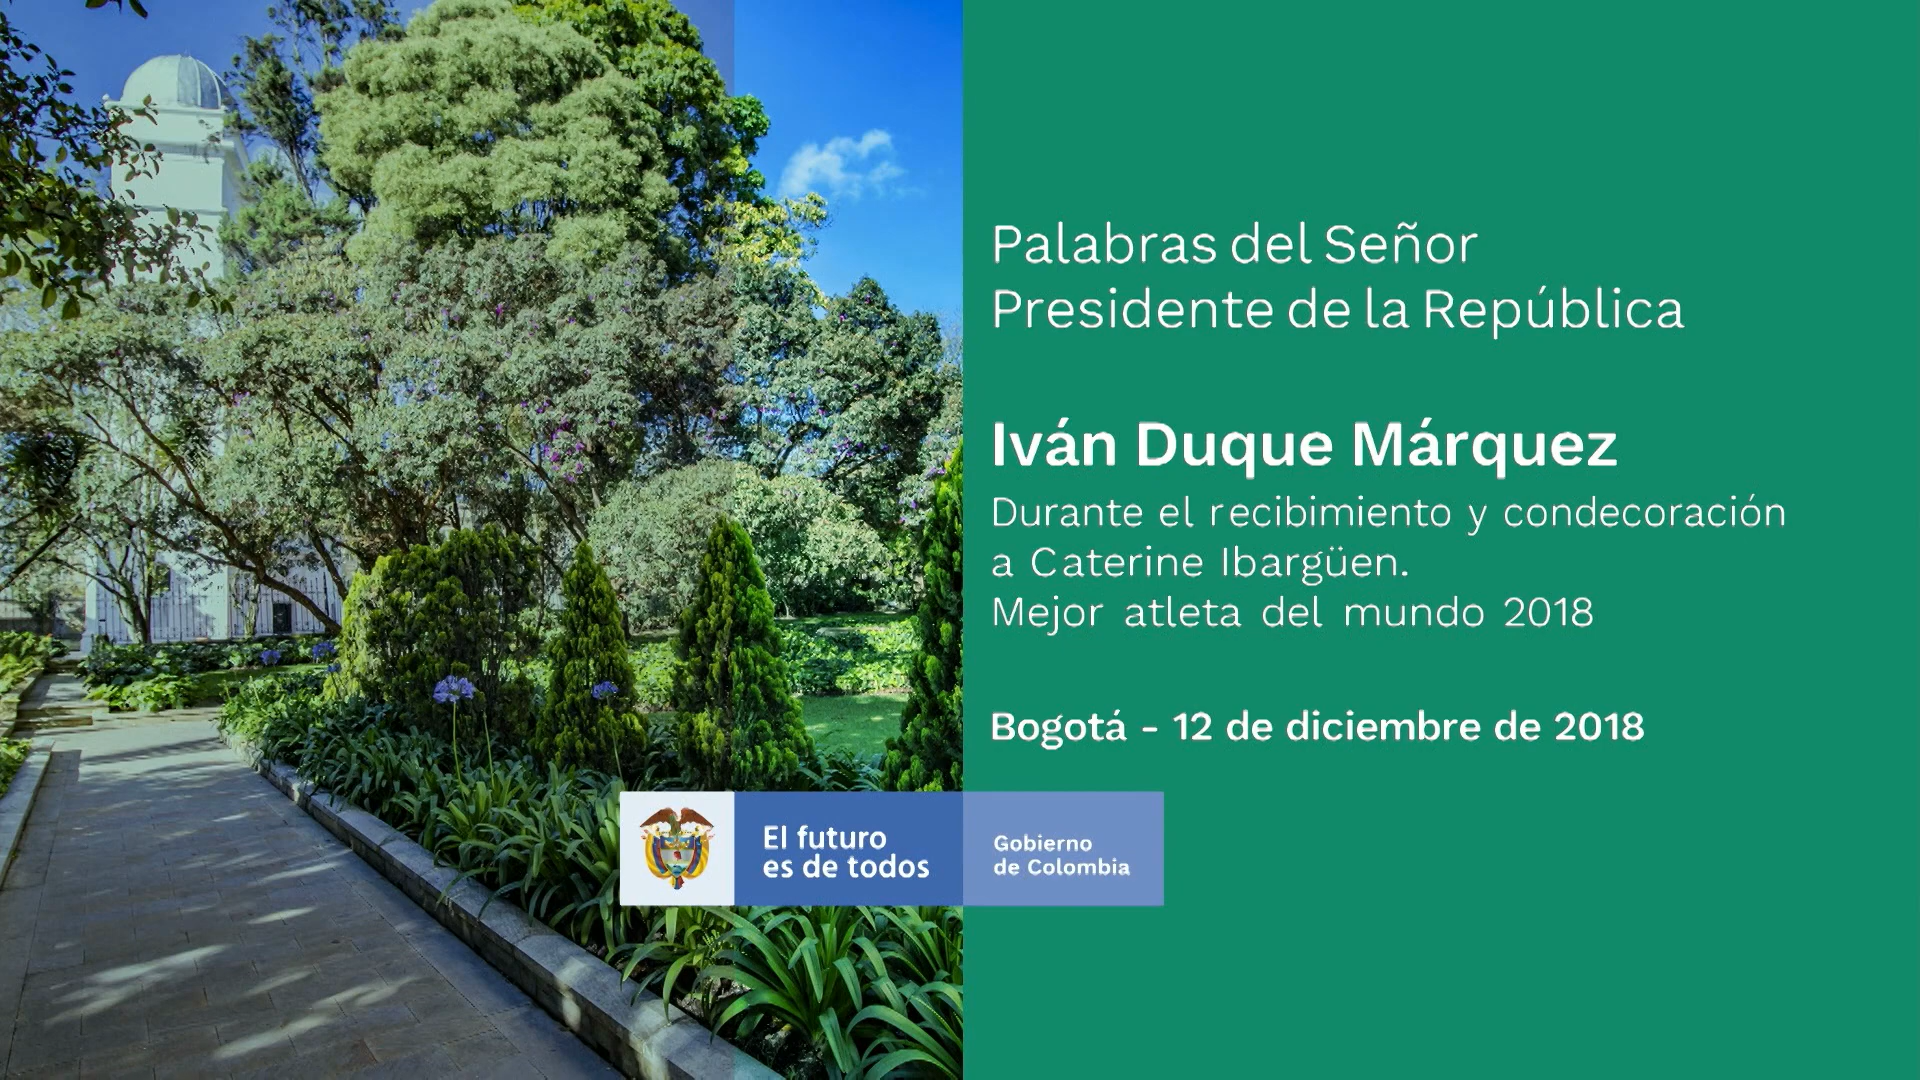 Palabras del Señor
Presidente de la República
Iván Duque Márquez
Durante el recibimiento y condecoración
a Caterine Ibargüen.
Mejor atleta del mundo 2018
Bogotá - 12 de diciembre de 2018
El futuro
es de todos
Gobierno
de Colombia